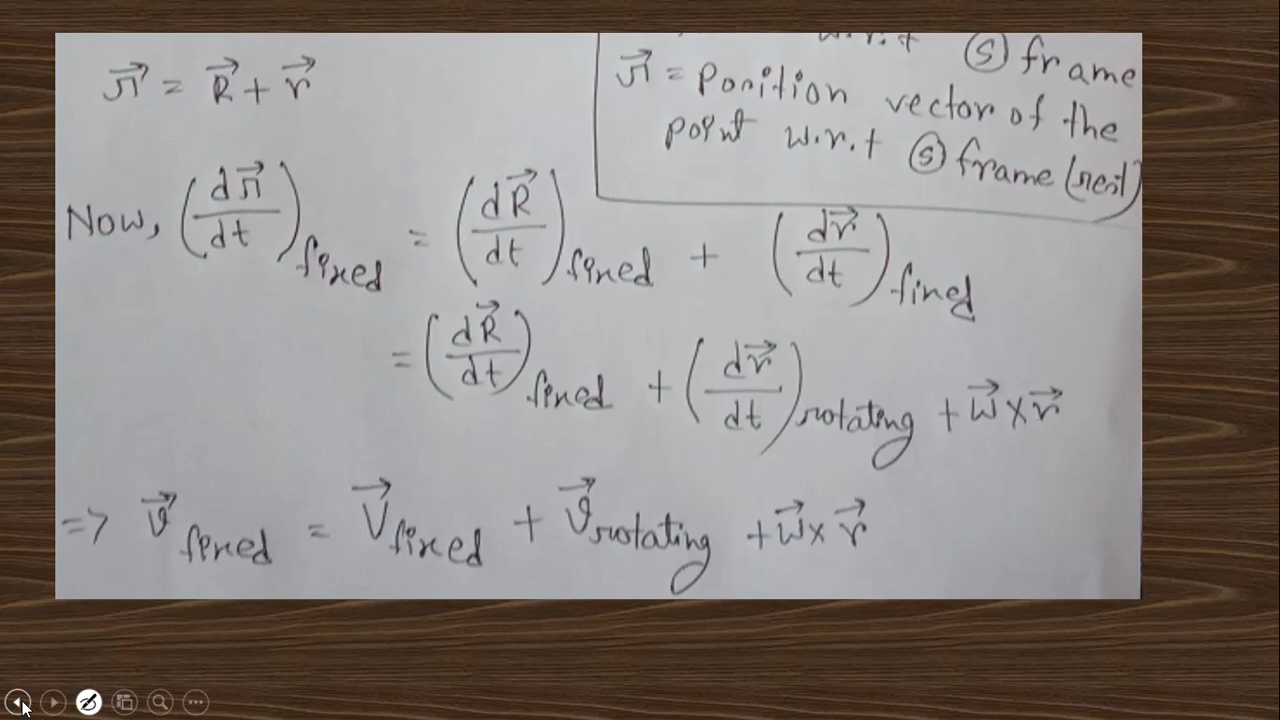 w.r.t Ⓢ frame
𝓇⃗ = Position vector of the
point w.r.t Ⓢ frame (rest)
𝓇⃗ = R⃗ + r⃗
Now, (d𝓇⃗/dt)fixed = (dR⃗/dt)fixed + (dr⃗/dt)fixed
= (dR⃗/dt)fixed + (dr⃗/dt)rotating + w⃗ x r⃗
=> v⃗ fixed = V⃗ fixed + v⃗ rotating + w⃗ x r⃗